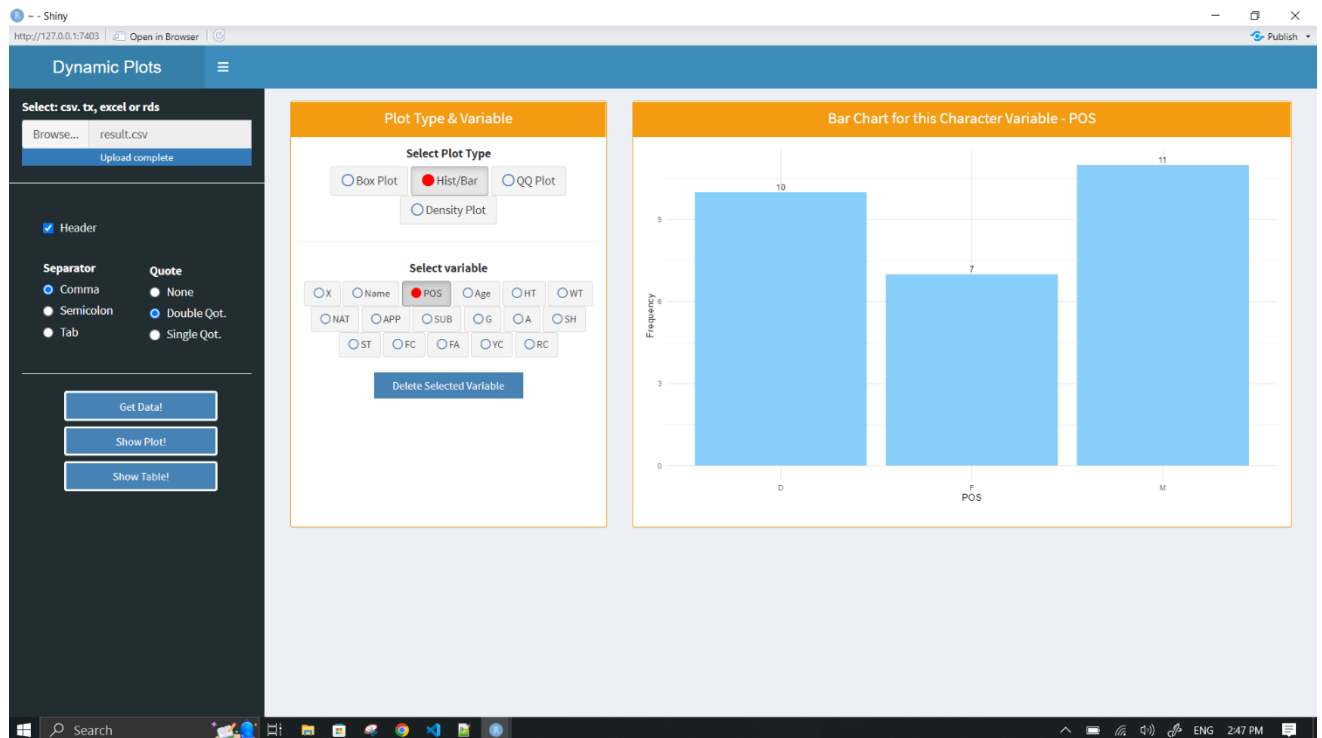 ~ - Shiny
http://127.0.0.1:7403 Open in Browser Publish
Dynamic Plots
Select: csv. tx, excel or rds
Browse... result.csv
Upload complete
Header
Separator
Comma
Semicolon
Tab
Quote
None
Double Qot.
Single Qot.
Get Data!
Show Plot!
Show Table!
Plot Type & Variable
Select Plot Type
Box Plot Hist/Bar QQ Plot
Density Plot
Select variable
X Name POS Age HT WT
NAT APP SUB G A SH
ST FC FA YC RC
Delete Selected Variable
Bar Chart for this Character Variable - POS
11
10
7
9
6
3
0
Frequency
D F M
POS
Search
ENG 2:47 PM